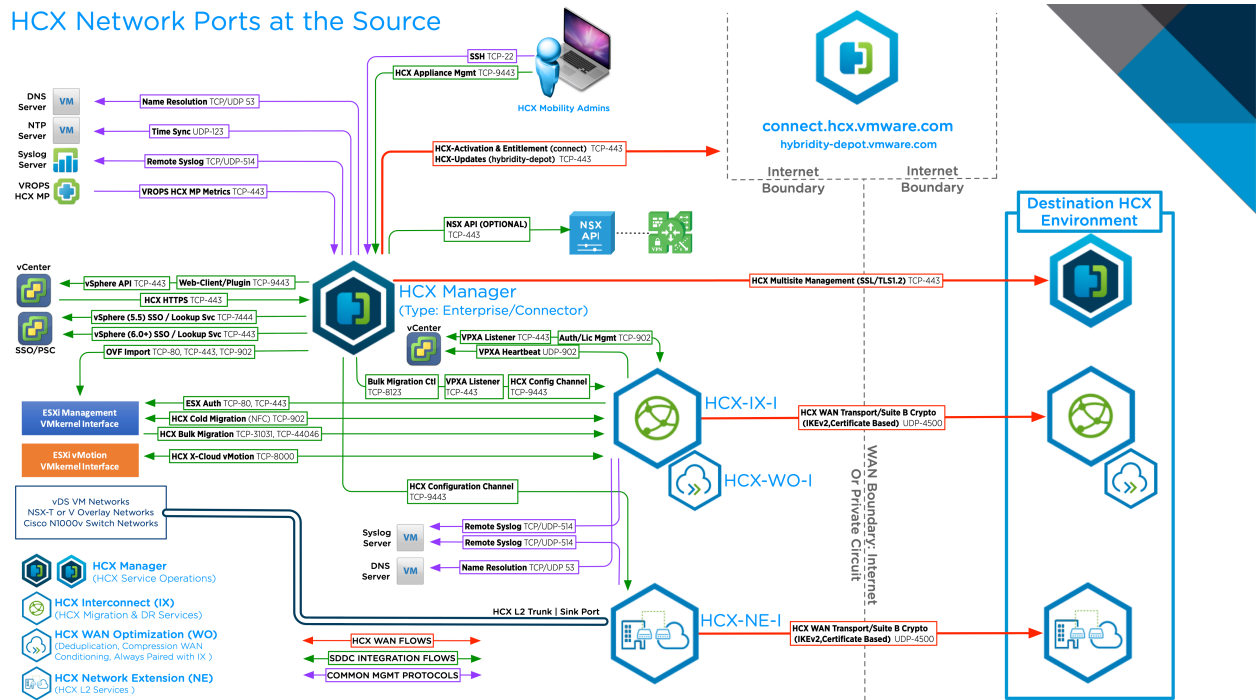 HCX Network Ports at the Source
SSH TCP-22
HCX Appliance Mgmt TCP-9443
HCX Mobility Admins
connect.hcx.vmware.com
hybridity-depot.vmware.com
Internet
Boundary
Internet
Boundary
DNS
Server
VM
Name Resolution TCP/UDP 53
NTP
Server
VM
Time Sync UDP-123
Syslog
Server
Remote Syslog TCP/UDP-514
VROPS
HCX MP
VROPS HCX MP Metrics TCP-443
HCX-Activation & Entitlement (connect) TCP-443
HCX-Updates (hybridity-depot) TCP-443
NSX API (OPTIONAL)
TCP-443
NSX
API
VPN
Destination HCX
Environment
vCenter
vSphere API TCP-443
Web-Client/Plugin TCP-9443
HCX HTTPS TCP-443
vSphere (5.5) SSO / Lookup Svc TCP-7444
vSphere (6.0+) SSO / Lookup Svc TCP-443
SSO/PSC
OVF Import TCP-80, TCP-443, TCP-902
HCX Manager
(Type: Enterprise/Connector)
HCX Multisite Management (SSL/TLS1.2) TCP-443
vCenter
VPXA Listener TCP-443
Auth/Lic Mgmt TCP-902
VPXA Heartbeat UDP-902
Bulk Migration Ctl
TCP-8123
VPXA Listener
TCP-443
HCX Config Channel
TCP-9443
ESXi Management
VMkernel Interface
ESX Auth TCP-80, TCP-443
HCX Cold Migration (NFC) TCP-902
HCX Bulk Migration TCP-31031, TCP-44046
ESXi vMotion
VMkernel Interface
HCX X-Cloud vMotion TCP-8000
HCX-IX-I
HCX WAN Transport/Suite B Crypto
(IKEv2,Certificate Based) UDP-4500
HCX-WO-I
HCX Configuration Channel
TCP-9443
WAN Boundary: Internet
Or Private Circuit
vDS VM Networks
NSX-T or V Overlay Networks
Cisco N1000v Switch Networks
Syslog
Server
VM
Remote Syslog TCP/UDP-514
Remote Syslog TCP/UDP-514
DNS
Server
VM
Name Resolution TCP/UDP 53
HCX L2 Trunk | Sink Port
HCX-NE-I
HCX WAN Transport/Suite B Crypto
(IKEv2,Certificate Based) UDP-4500
HCX Manager
(HCX Service Operations)
HCX Interconnect (IX)
(HCX Migration & DR Services)
HCX WAN Optimization (WO)
(Deduplication, Compression WAN
Conditioning, Always Paired with IX )
HCX Network Extension (NE)
(HCX L2 Services )
HCX WAN FLOWS
SDDC INTEGRATION FLOWS
COMMON MGMT PROTOCOLS